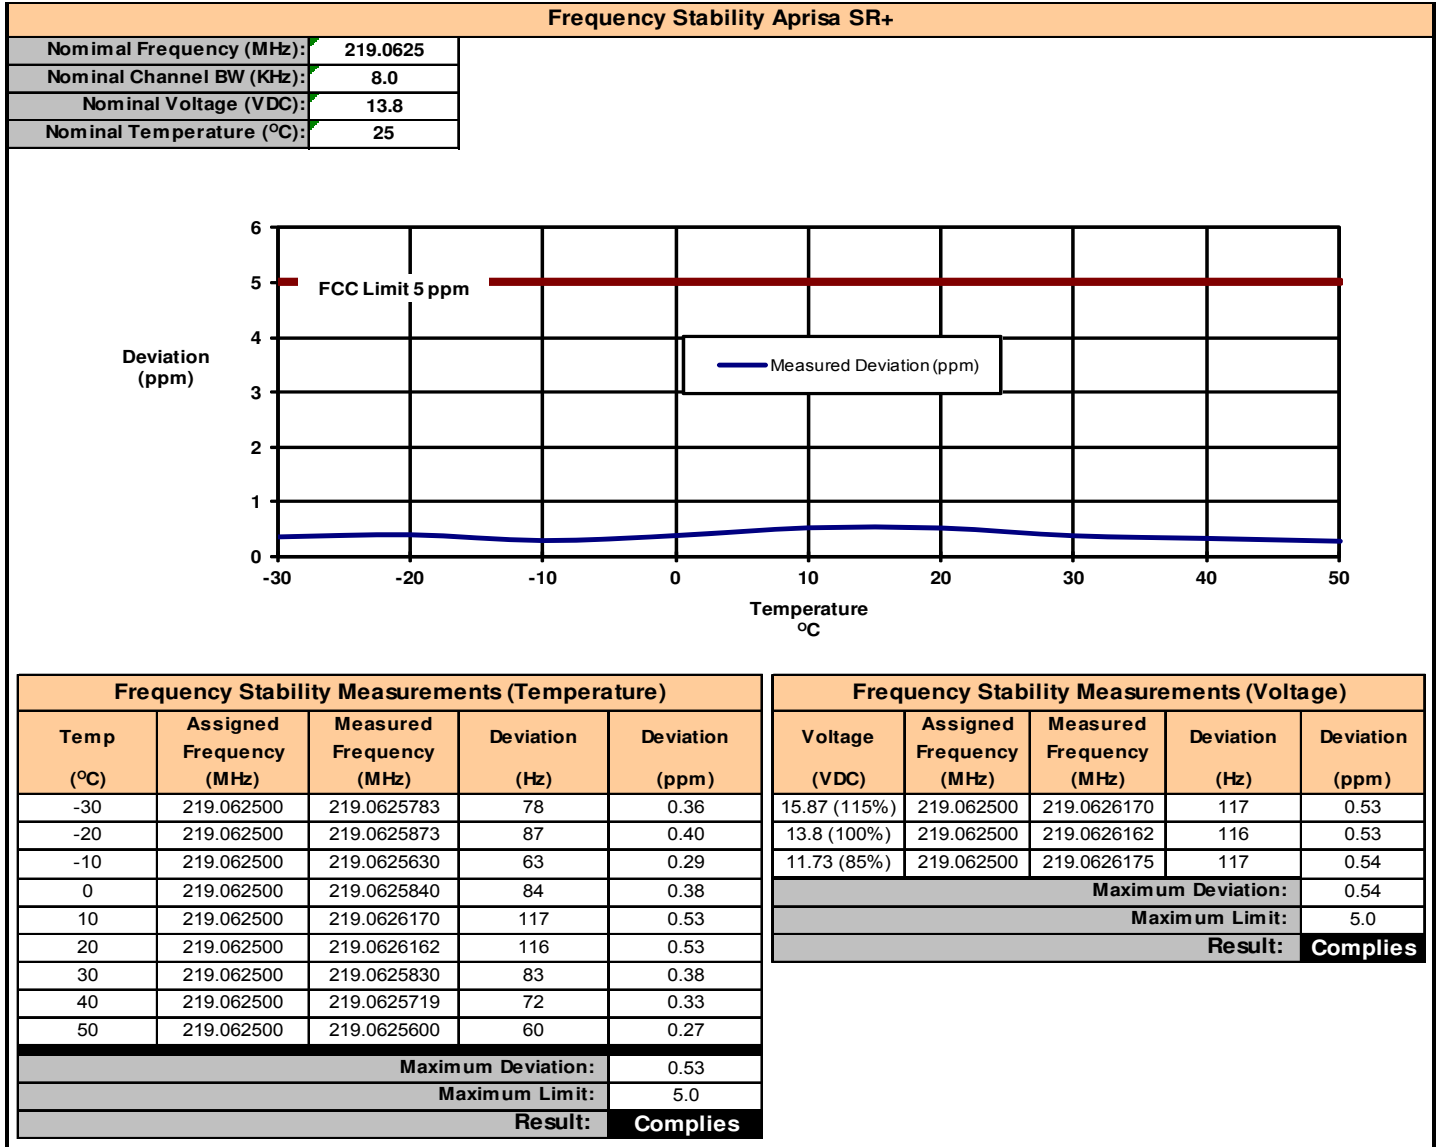 Frequency Stability Aprisa SR+
Nomimal Frequency (MHz): 219.0625
Nominal Channel BW (KHz): 8.0
Nominal Voltage (VDC): 13.8
Nominal Temperature (ºC): 25
6
5
4
3
2
1
0
FCC Limit 5 ppm
Deviation
(ppm)
Measured Deviation (ppm)
-30 -20 -10 0 10 20 30 40 50
Temperature
ºC
Frequency Stability Measurements (Temperature)
Temp (ºC) Assigned Frequency (MHz) Measured Frequency (MHz) Deviation (Hz) Deviation (ppm)
-30 219.062500 219.0625783 78 0.36
-20 219.062500 219.0625873 87 0.40
-10 219.062500 219.0625630 63 0.29
0 219.062500 219.0625840 84 0.38
10 219.062500 219.0626170 117 0.53
20 219.062500 219.0626162 116 0.53
30 219.062500 219.0625830 83 0.38
40 219.062500 219.0625719 72 0.33
50 219.062500 219.0625600 60 0.27
Maximum Deviation: 0.53
Maximum Limit: 5.0
Result: Complies
Frequency Stability Measurements (Voltage)
Voltage (VDC) Assigned Frequency (MHz) Measured Frequency (MHz) Deviation (Hz) Deviation (ppm)
15.87 (115%) 219.062500 219.0626170 117 0.53
13.8 (100%) 219.062500 219.0626162 116 0.53
11.73 (85%) 219.062500 219.0626175 117 0.54
Maximum Deviation: 0.54
Maximum Limit: 5.0
Result: Complies